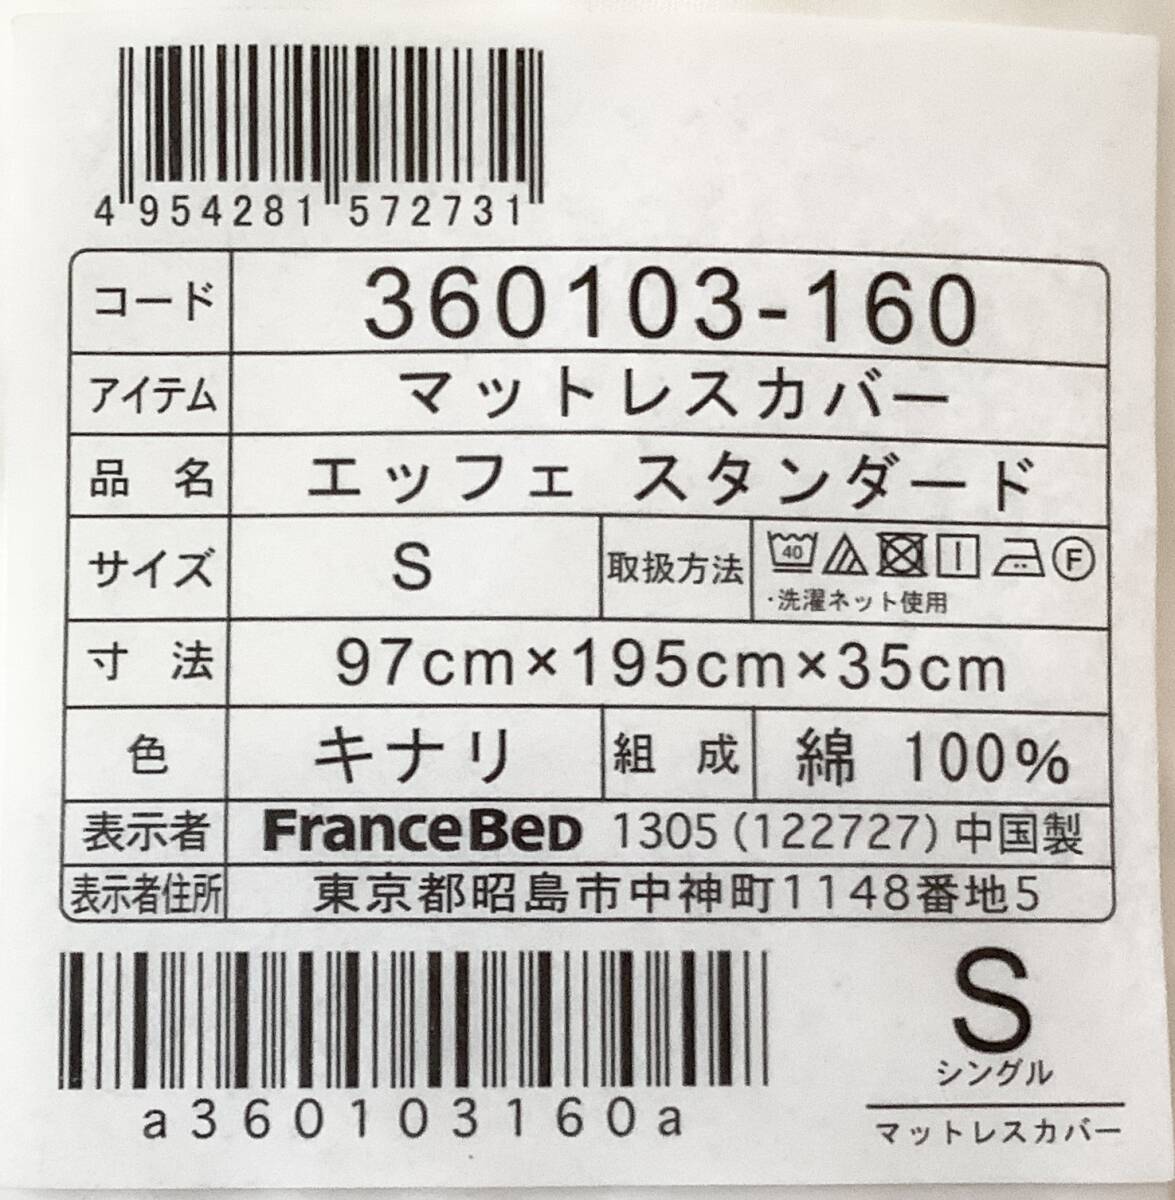 4 954281 572731
コード 360103-160
アイテム マットレスカバー
品名 エッフェ スタンダード
サイズ S 取扱方法 40 F
・洗濯ネット使用
寸法 97cm×195cm×35cm
色 キナリ 組成 綿 100%
表示者 FranceBeD 1305 (122727) 中国製
表示者住所 東京都昭島市中神町1148番地5
a360103160a
S
シングル
マットレスカバー